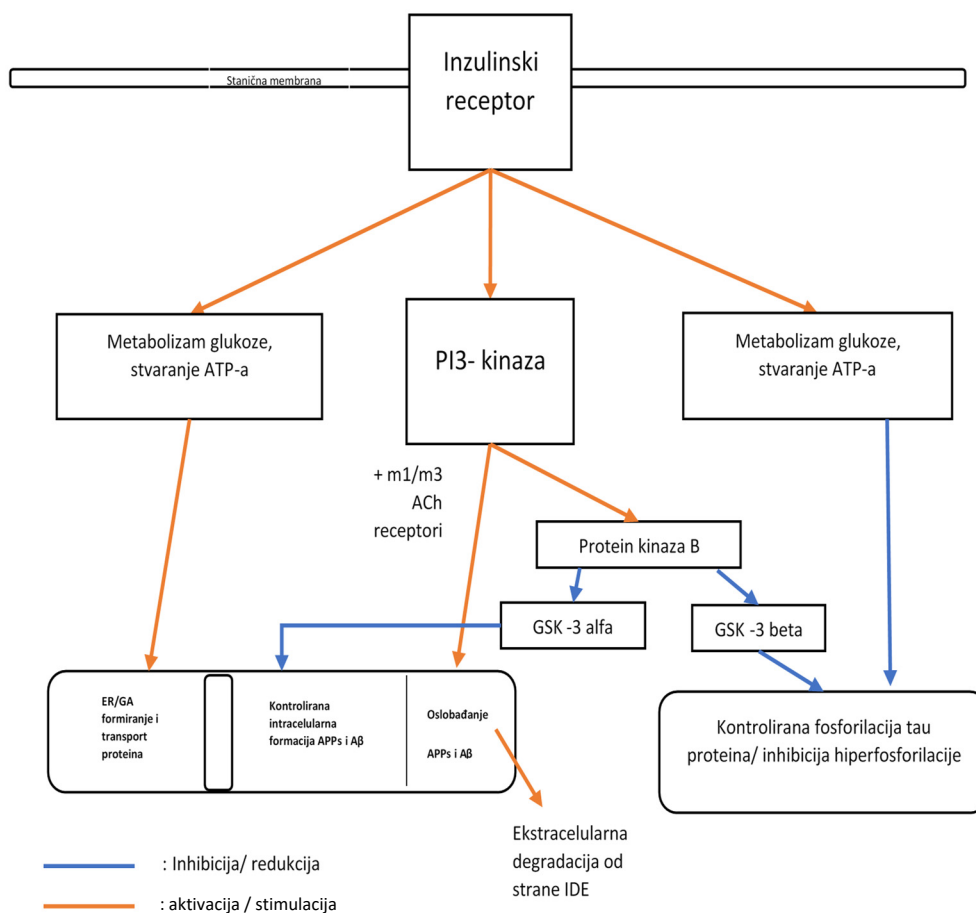 Inzulinski
receptor
Stanična membrana
Metabolizam glukoze,
stvaranje ATP-a
PI3- kinaza
Metabolizam glukoze,
stvaranje ATP-a
+ m1/m3
ACh
receptori
Protein kinaza B
GSK -3 alfa
GSK -3 beta
ER/GA
formiranje i
transport
proteina
Kontrolirana
intracelularna
formacija APPs i Aβ
Oslobađanje
APPs i Aβ
Kontrolirana fosforilacija tau
proteina/ inhibicija hiperfosforilacije
Ekstracelularna
degradacija od
strane IDE
: Inhibicija/ redukcija
: aktivacija / stimulacija